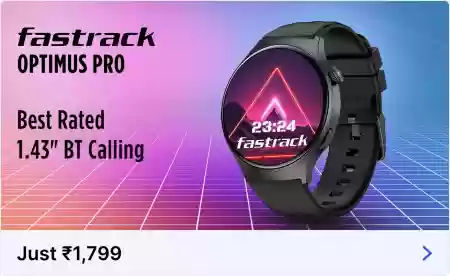 fastrack
OPTIMUS PRO
Best Rated
1.43" BT Calling
23:24
fastrack
Just ₹1,799